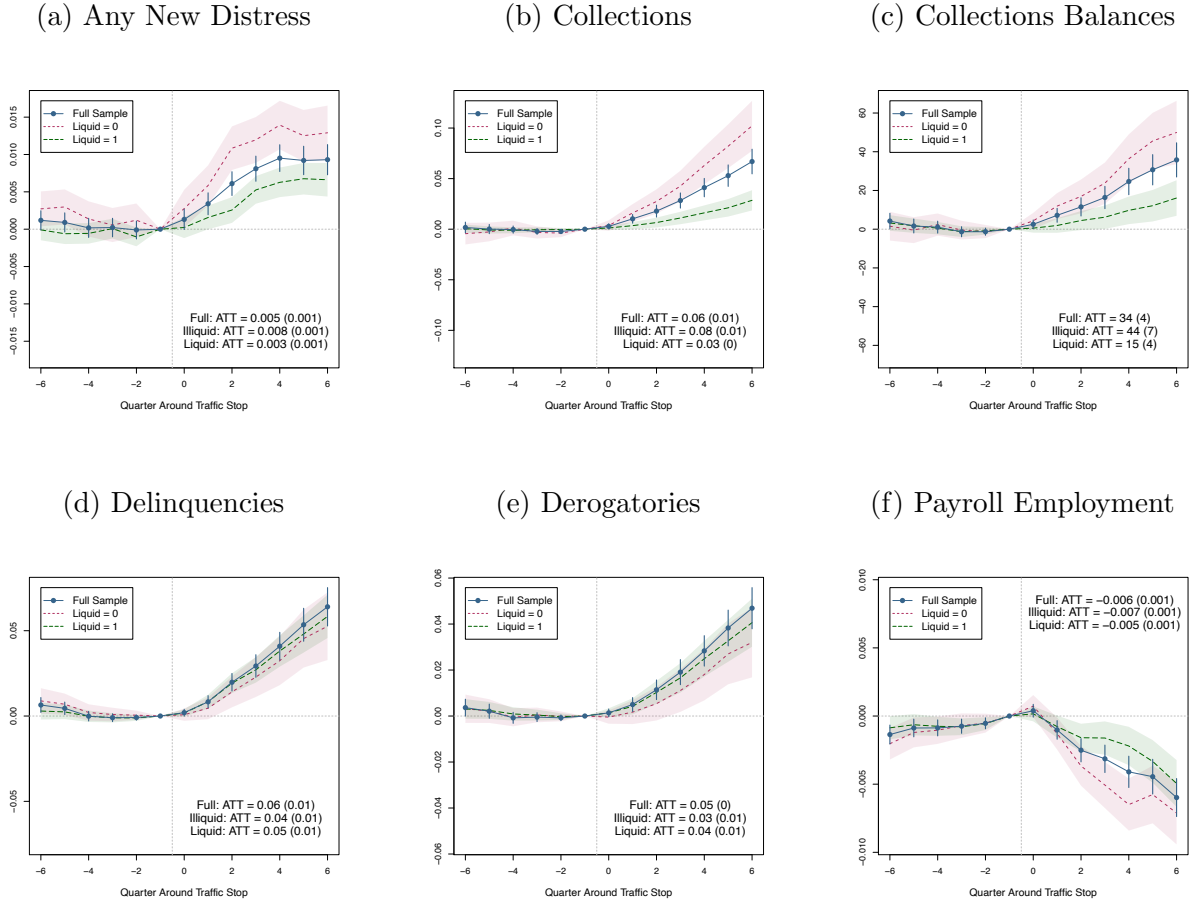 (a) Any New Distress
Full Sample
Liquid = 0
Liquid = 1
0.015
0.010
0.005
0.000
−0.005
−0.010
−0.015
Full: ATT = 0.005 (0.001)
Illiquid: ATT = 0.008 (0.001)
Liquid: ATT = 0.003 (0.001)
−6 −4 −2 0 2 4 6
Quarter Around Traffic Stop
(b) Collections
Full Sample
Liquid = 0
Liquid = 1
0.10
0.05
0.00
−0.05
−0.10
Full: ATT = 0.06 (0.01)
Illiquid: ATT = 0.08 (0.01)
Liquid: ATT = 0.03 (0)
−6 −4 −2 0 2 4 6
Quarter Around Traffic Stop
(c) Collections Balances
Full Sample
Liquid = 0
Liquid = 1
60
40
20
0
−20
−40
−60
Full: ATT = 34 (4)
Illiquid: ATT = 44 (7)
Liquid: ATT = 15 (4)
−6 −4 −2 0 2 4 6
Quarter Around Traffic Stop
(d) Delinquencies
Full Sample
Liquid = 0
Liquid = 1
0.05
0.00
−0.05
Full: ATT = 0.06 (0.01)
Illiquid: ATT = 0.04 (0.01)
Liquid: ATT = 0.05 (0.01)
−6 −4 −2 0 2 4 6
Quarter Around Traffic Stop
(e) Derogatories
Full Sample
Liquid = 0
Liquid = 1
0.06
0.04
0.02
0.00
−0.02
−0.04
−0.06
Full: ATT = 0.05 (0)
Illiquid: ATT = 0.03 (0.01)
Liquid: ATT = 0.04 (0.01)
−6 −4 −2 0 2 4 6
Quarter Around Traffic Stop
(f) Payroll Employment
Full Sample
Liquid = 0
Liquid = 1
Full: ATT = −0.006 (0.001)
Illiquid: ATT = −0.007 (0.001)
Liquid: ATT = −0.005 (0.001)
0.010
0.005
0.000
−0.005
−0.010
−6 −4 −2 0 2 4 6
Quarter Around Traffic Stop